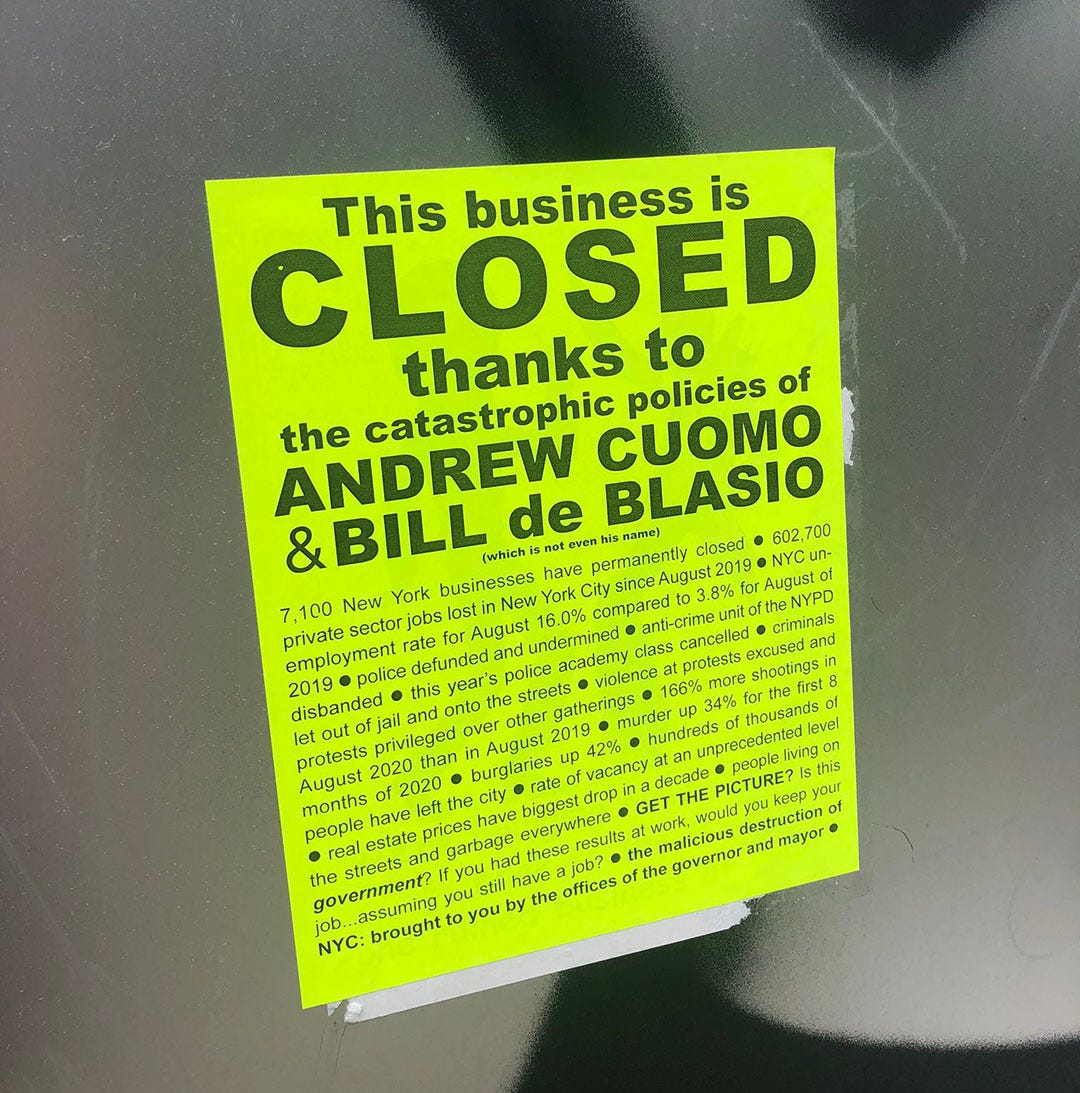 This business is
CLOSED
thanks to
the catastrophic policies of
ANDREW CUOMO
& BILL de BLASIO
(which is not even his name)
7,100 New York businesses have permanently closed ● 602,700
private sector jobs lost in New York City since August 2019 ● NYC un-
employment rate for August 16.0% compared to 3.8% for August of
2019 ● police defunded and undermined ● anti-crime unit of the NYPD
disbanded ● this year's police academy class cancelled ● criminals
let out of jail and onto the streets ● violence at protests excused and
protests privileged over other gatherings ● 166% more shootings in
August 2020 than in August 2019 ● murder up 34% for the first 8
months of 2020 ● burglaries up 42% ● hundreds of thousands of
people have left the city ● rate of vacancy at an unprecedented level
● real estate prices have biggest drop in a decade ● people living on
the streets and garbage everywhere ● GET THE PICTURE? Is this
government? If you had these results at work, would you keep your
job...assuming you still have a job? ● the malicious destruction of
NYC: brought to you by the offices of the governor and mayor ●